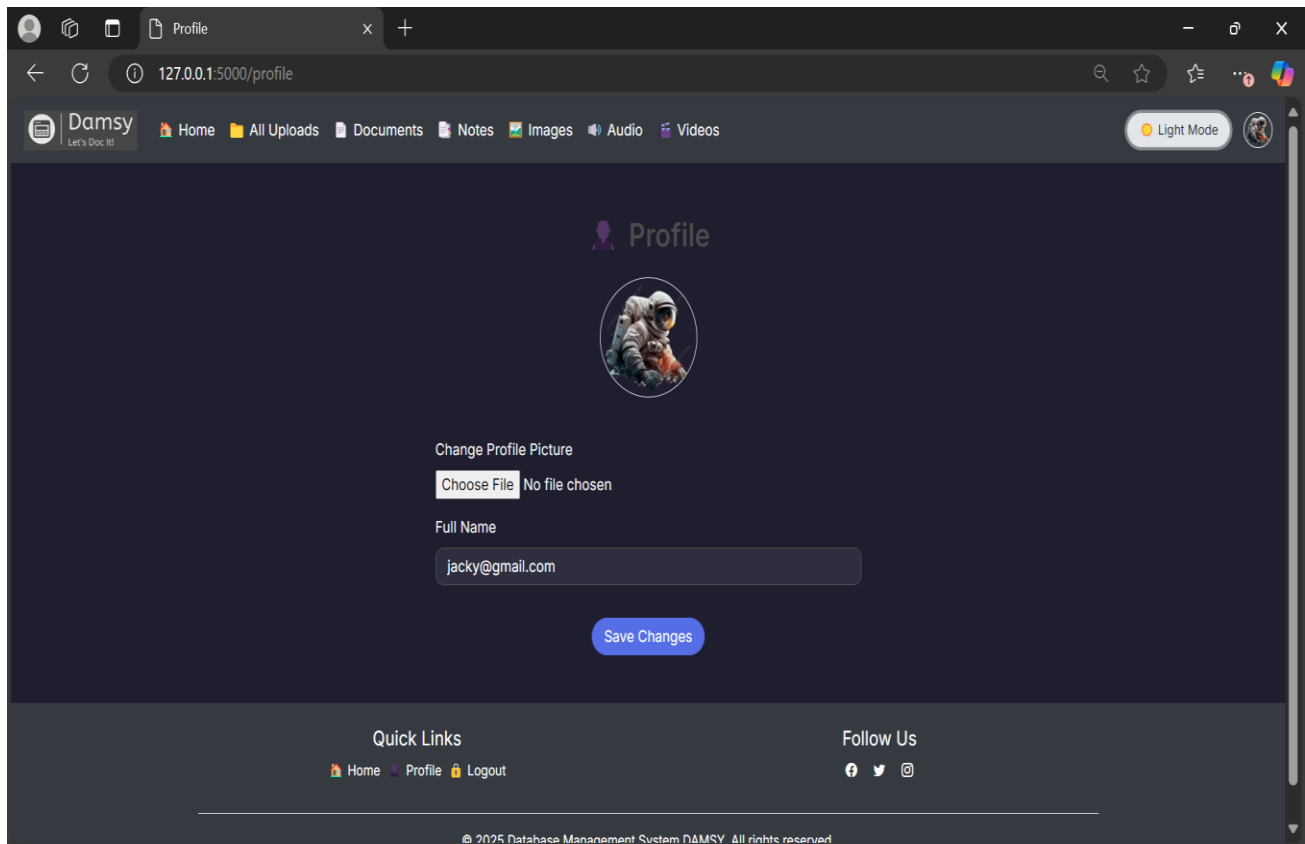 Profile
127.0.0.1:5000/profile
Damsy
Let's Doc It!
Home All Uploads Documents Notes Images Audio Videos
Light Mode
Profile
Change Profile Picture
Choose File No file chosen
Full Name
jacky@gmail.com
Save Changes
Quick Links
Home Profile Logout
Follow Us
© 2025 Database Management System DAMSY. All rights reserved